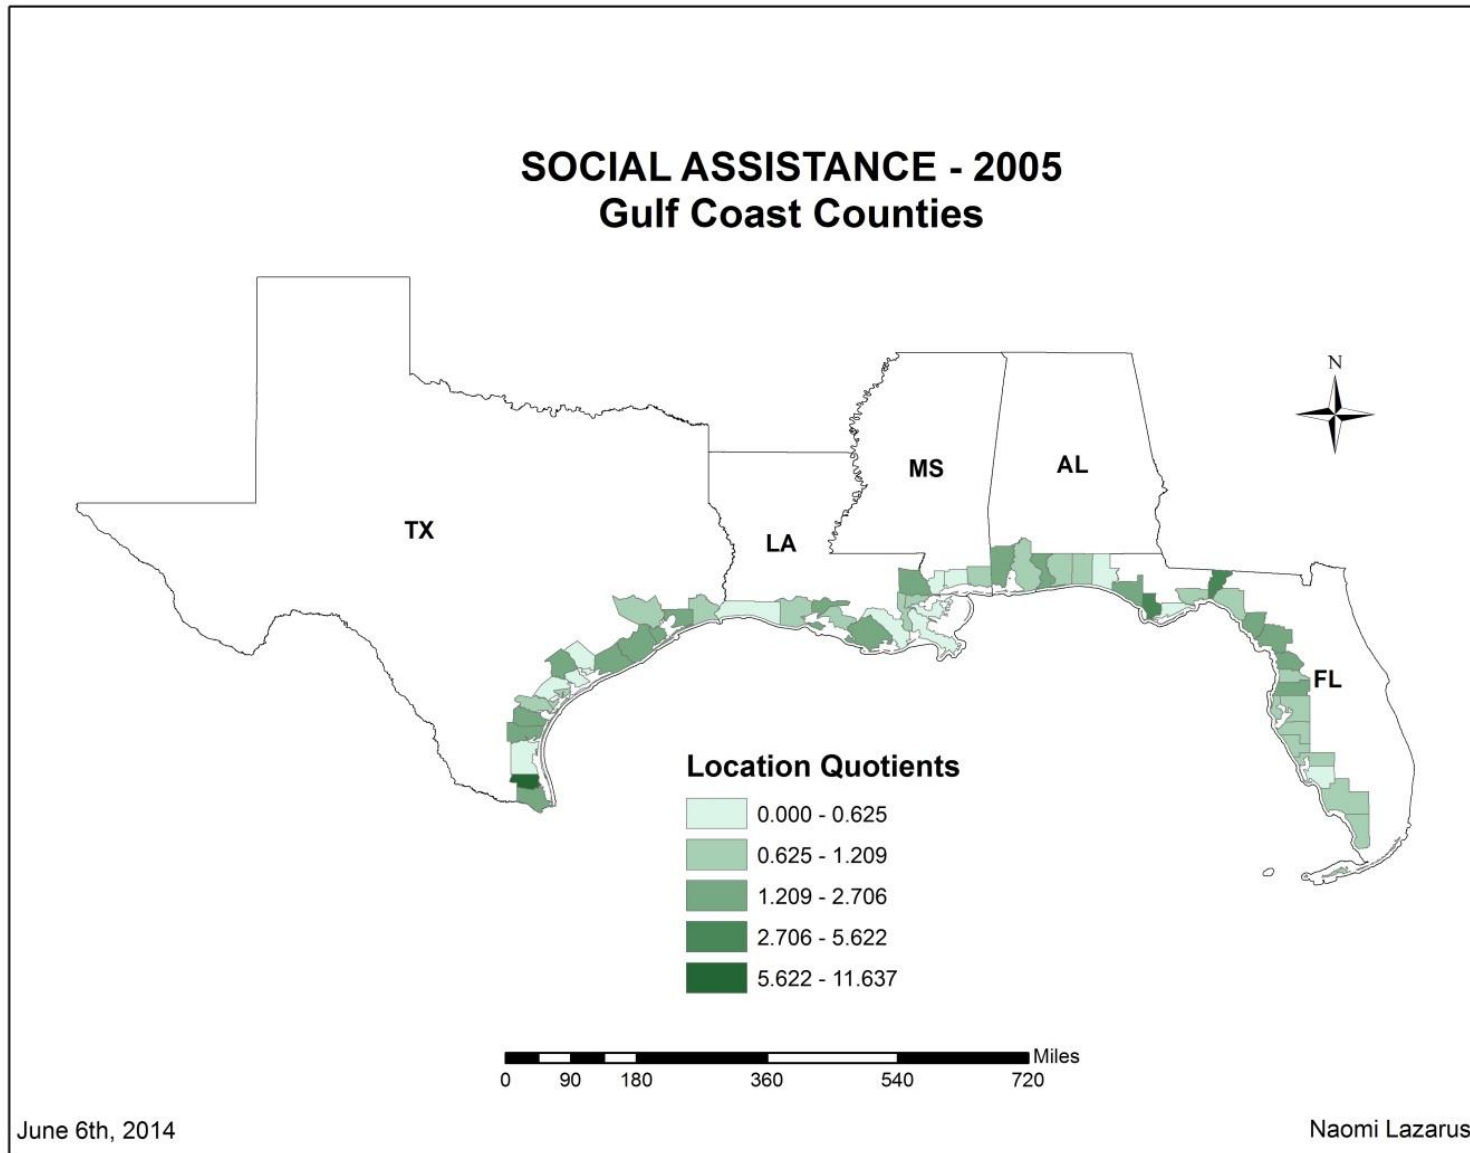 SOCIAL ASSISTANCE - 2005
Gulf Coast Counties
N
MS
AL
TX
LA
FL
Location Quotients
0.000 - 0.625
0.625 - 1.209
1.209 - 2.706
2.706 - 5.622
5.622 - 11.637
Miles
0 90 180 360 540 720
June 6th, 2014
Naomi Lazarus